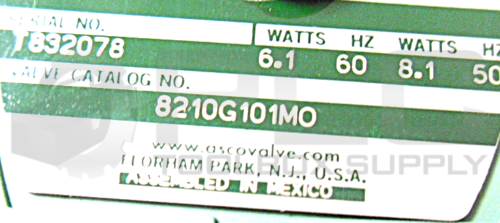 SERIAL NO. WATTS HZ WATTS HZ
T832078 6.1 60 8.1 50
VALVE CATALOG NO.
8210G101MO
www.ascovalve.com
FLORHAM PARK, N.J., U.S.A.
ASSEMBLED IN MEXICO
SUPPLY